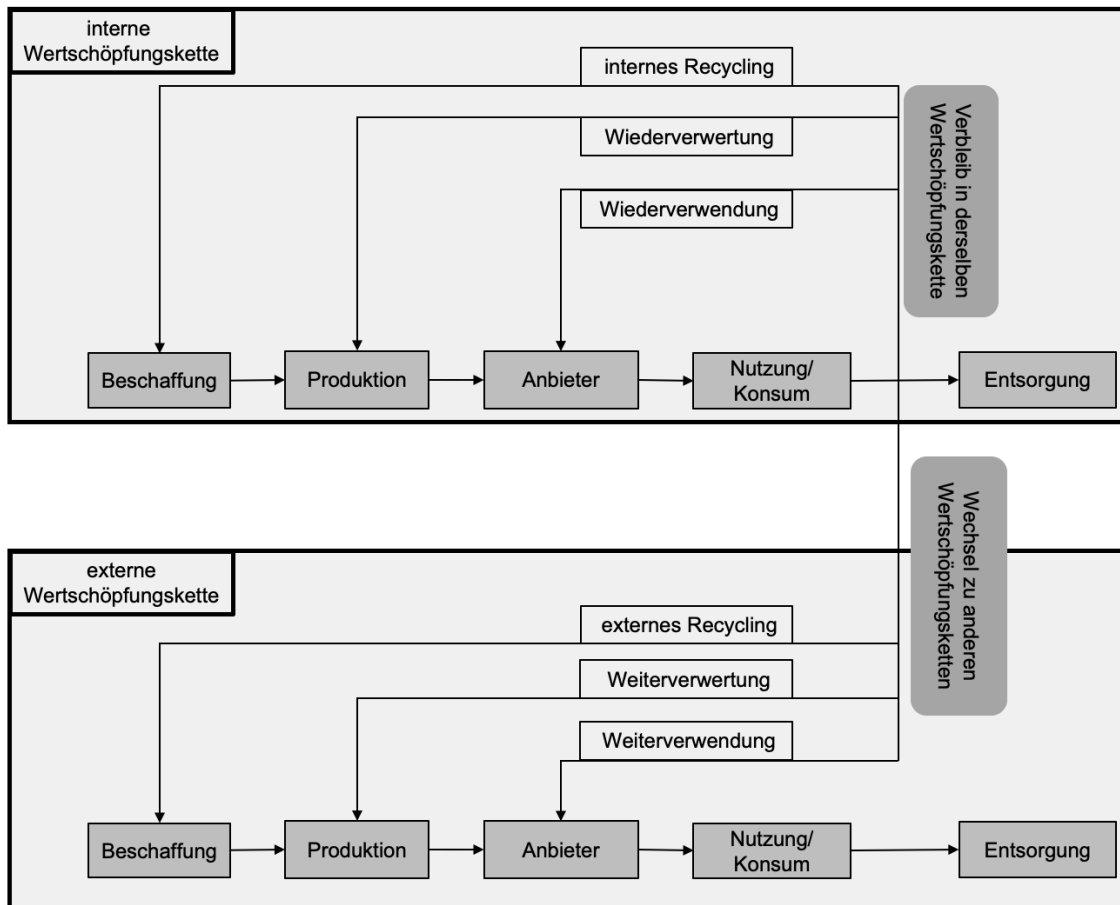 interne
Wertschöpfungskette
internes Recycling
Wiederverwertung
Wiederverwendung
Verbleib in derselben
Wertschöpfungskette
Beschaffung
Produktion
Anbieter
Nutzung/
Konsum
Entsorgung
Wechsel zu anderen
Wertschöpfungsketten
externe
Wertschöpfungskette
externes Recycling
Weiterverwertung
Weiterverwendung
Beschaffung
Produktion
Anbieter
Nutzung/
Konsum
Entsorgung